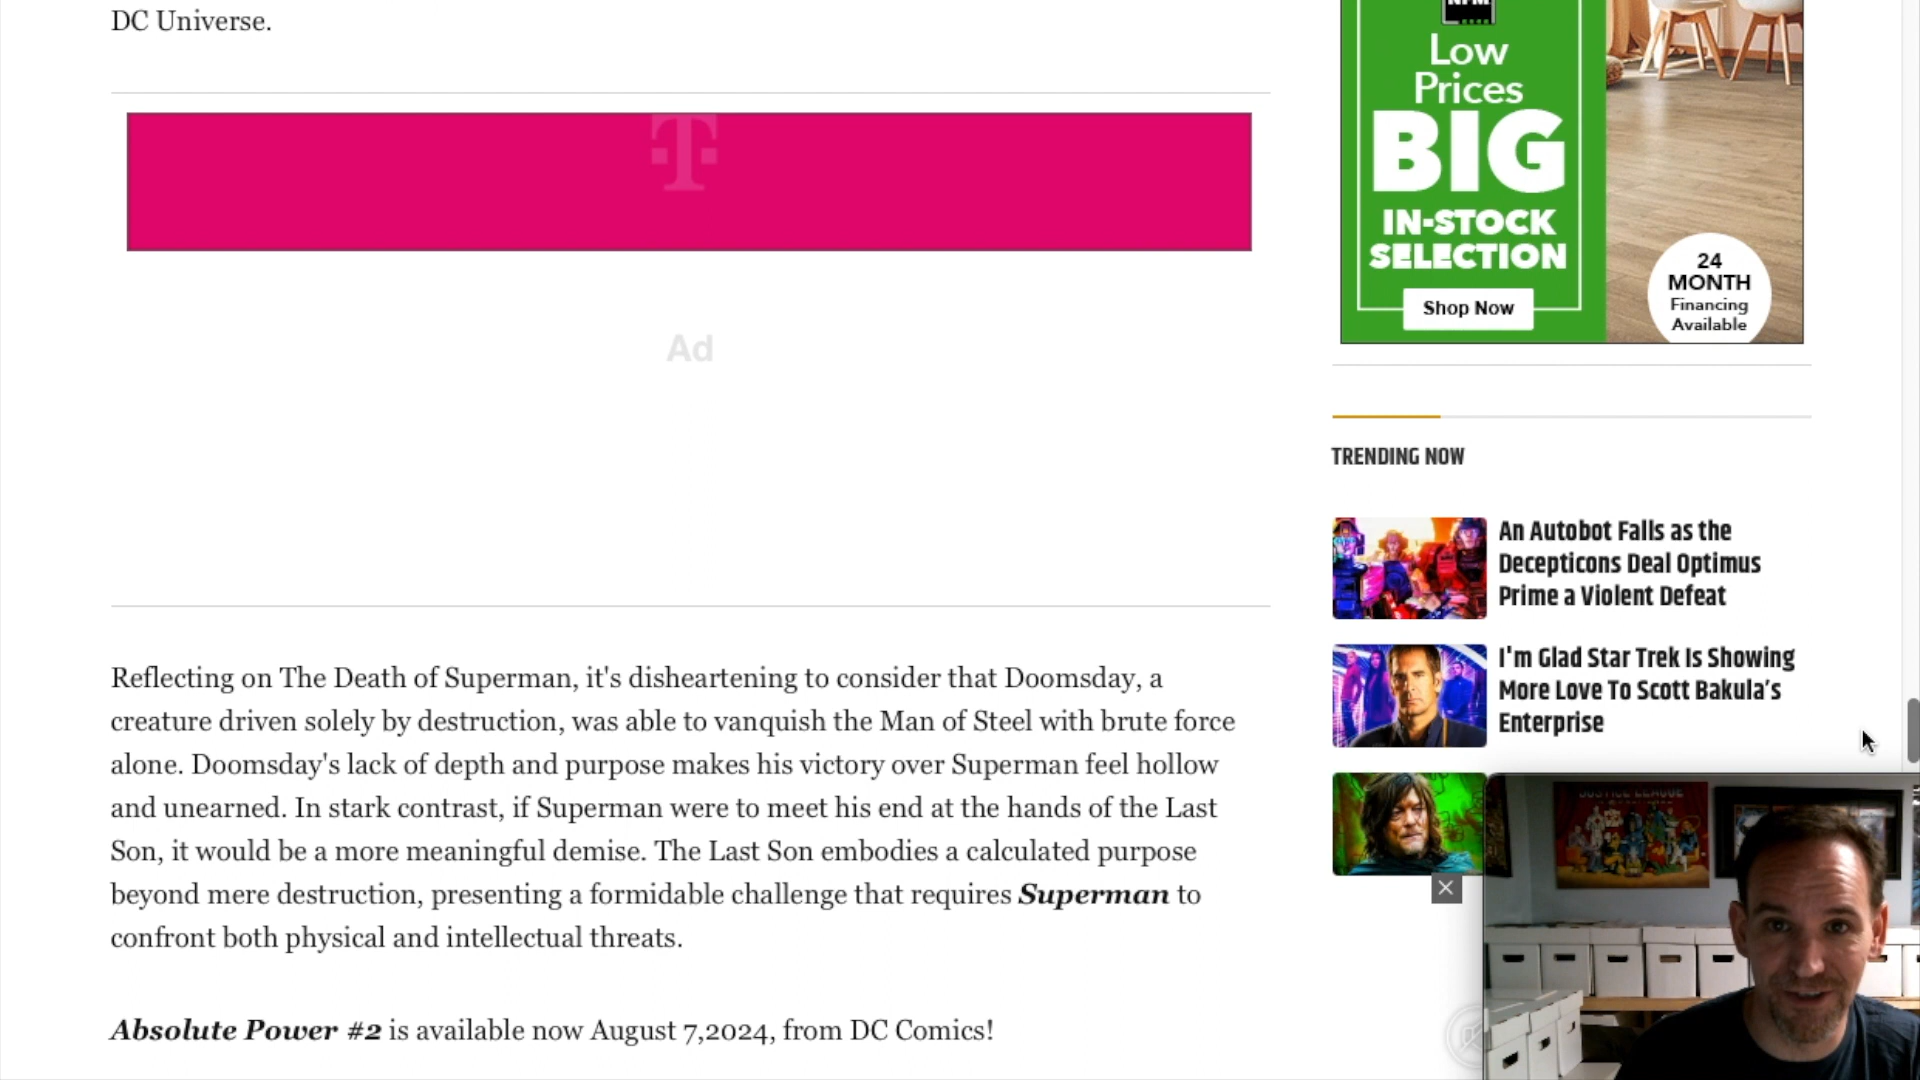 DC Universe.
T
Ad
Reflecting on The Death of Superman, it's disheartening to consider that Doomsday, a
creature driven solely by destruction, was able to vanquish the Man of Steel with brute force
alone. Doomsday's lack of depth and purpose makes his victory over Superman feel hollow
and unearned. In stark contrast, if Superman were to meet his end at the hands of the Last
Son, it would be a more meaningful demise. The Last Son embodies a calculated purpose
beyond mere destruction, presenting a formidable challenge that requires Superman to
confront both physical and intellectual threats.
Absolute Power #2 is available now August 7,2024, from DC Comics!
NFM
Low
Prices
BIG
IN-STOCK
SELECTION
Shop Now
24
MONTH
Financing
Available
TRENDING NOW
An Autobot Falls as the
Decepticons Deal Optimus
Prime a Violent Defeat
I'm Glad Star Trek Is Showing
More Love To Scott Bakula's
Enterprise
JUSTICE LEAGUE